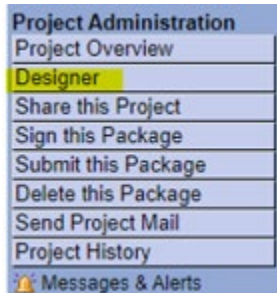 Project Administration
Project Overview
Designer
Share this Project
Sign this Package
Submit this Package
Delete this Package
Send Project Mail
Project History
Messages & Alerts